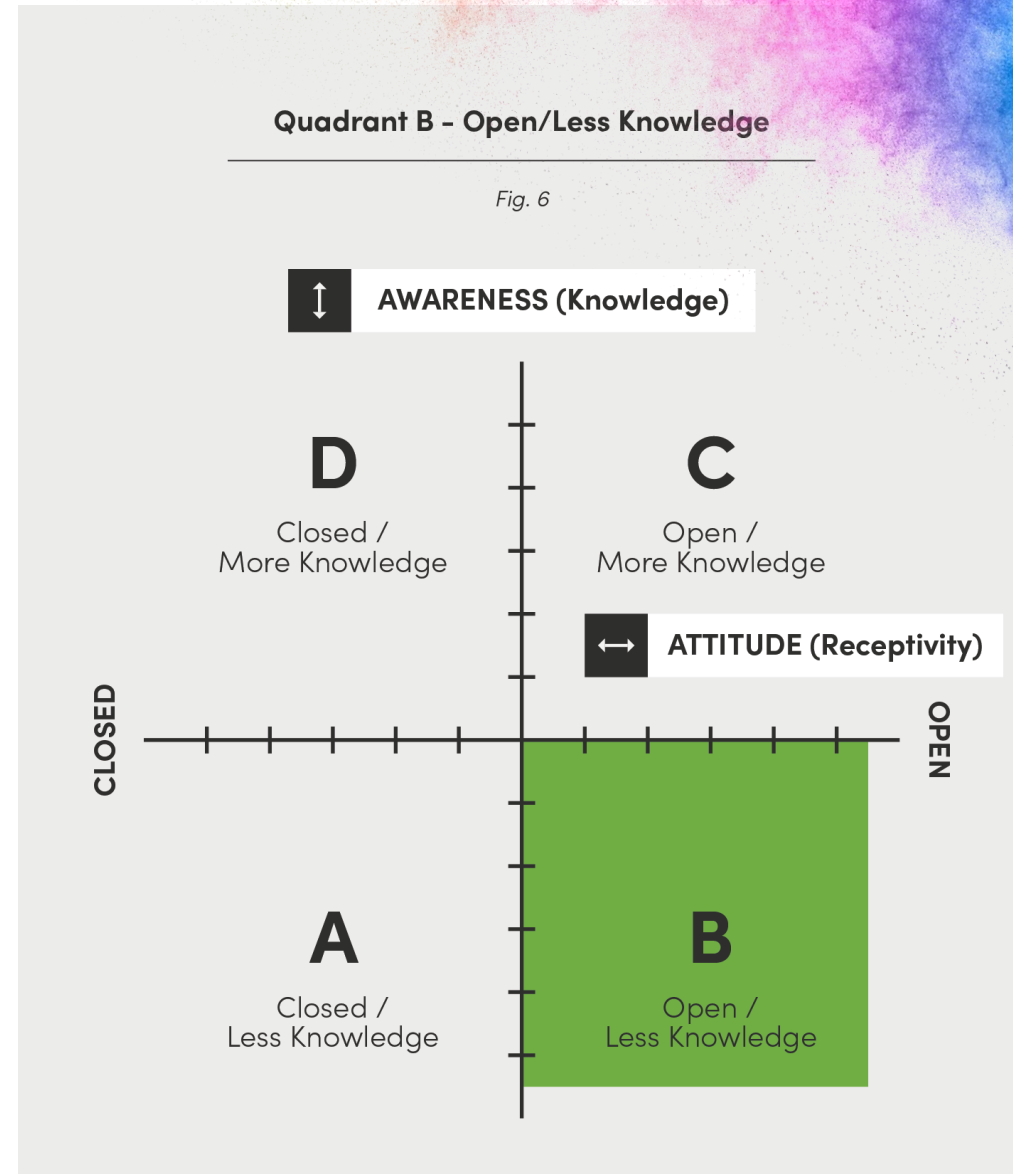 Quadrant B - Open/Less Knowledge
Fig. 6
AWARENESS (Knowledge)
D
Closed /
More Knowledge
C
Open /
More Knowledge
ATTITUDE (Receptivity)
CLOSED
OPEN
A
Closed /
Less Knowledge
B
Open /
Less Knowledge